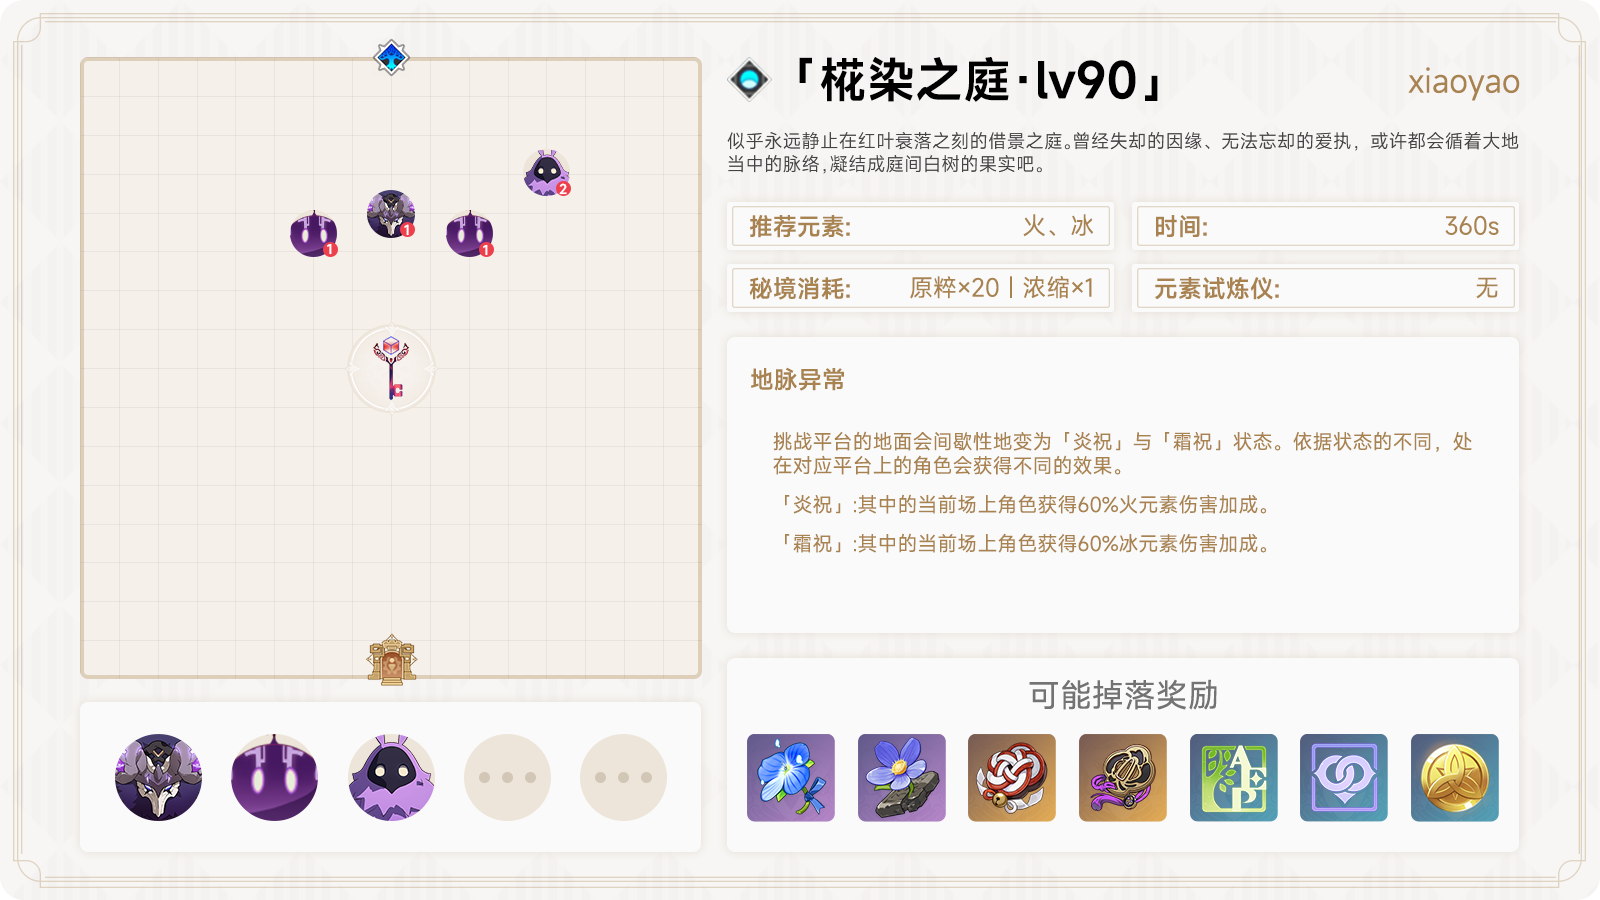 「椛染之庭·lv90」
xiaoyao
似乎永远静止在红叶衰落之刻的借景之庭。曾经失却的因缘、无法忘却的爱执，或许都会循着大地
当中的脉络,凝结成庭间白树的果实吧。
推荐元素: 火、冰
时间: 360s
秘境消耗: 原粹×20 | 浓缩×1
元素试炼仪: 无
2
1
1
1
地脉异常
挑战平台的地面会间歇性地变为「炎祝」与「霜祝」状态。依据状态的不同，处
在对应平台上的角色会获得不同的效果。
「炎祝」:其中的当前场上角色获得60%火元素伤害加成。
「霜祝」:其中的当前场上角色获得60%冰元素伤害加成。
可能掉落奖励
AEP